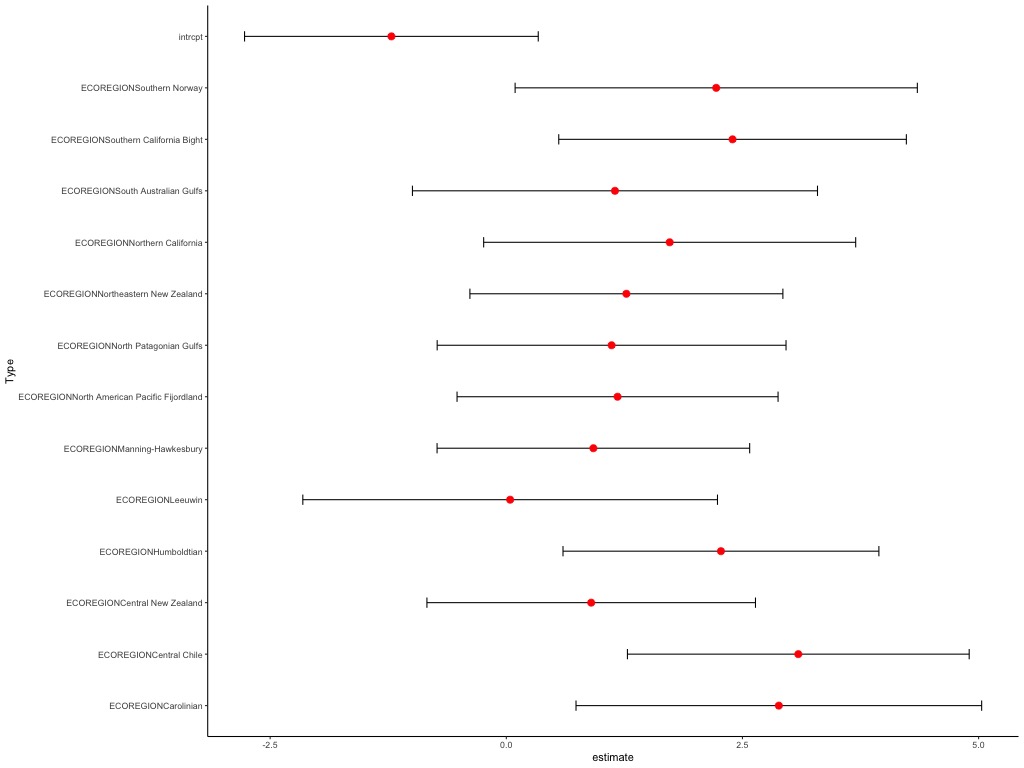 intrcpt
ECOREGIONSouthern Norway
ECOREGIONSouthern California Bight
ECOREGIONSouth Australian Gulfs
ECOREGIONNorthern California
ECOREGIONNortheastern New Zealand
ECOREGIONNorth Patagonian Gulfs
Type
ECOREGIONNorth American Pacific Fijordland
ECOREGIONManning-Hawkesbury
ECOREGIONLeeuwin
ECOREGIONHumboldtian
ECOREGIONCentral New Zealand
ECOREGIONCentral Chile
ECOREGIONCarolinian
-2.5 0.0 2.5 5.0
estimate